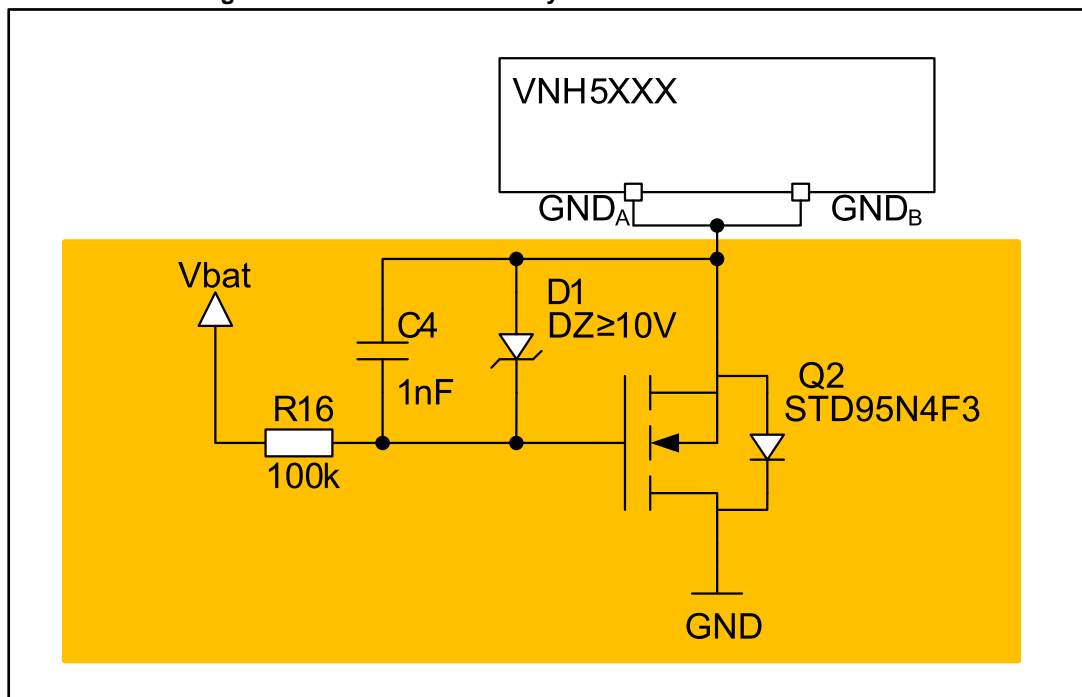 VNH5XXX
GNDA
GNDB
Vbat
D1
DZ≥10V
C4
1nF
Q2
STD95N4F3
R16
100k
GND